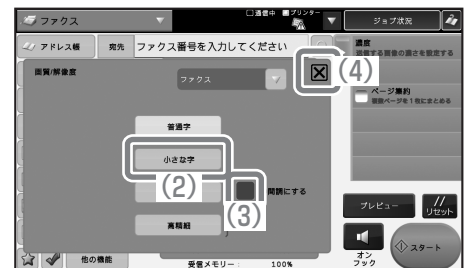 ファクス
通信中 プリンター
ジョブ状況
アドレス帳
宛先
ファクス番号を入力してください
濃度
送信する画像の濃さを設定する
画質/解像度
ファクス
(4)
ページ集約
複数ページを1枚にまとめる
普通字
小さな字
(2)
中間調にする
(3)
高精細
プレビュー
//
リセット
オン
フック
スタート
他の機能
受信メモリー: 100%